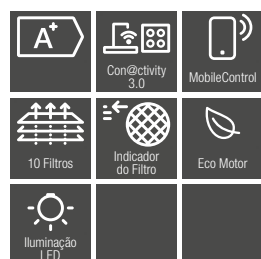 A+
Con@ctivity
3.0
MobileControl
10 Filtros
Indicador
do Filtro
Eco Motor
Iluminação
LED